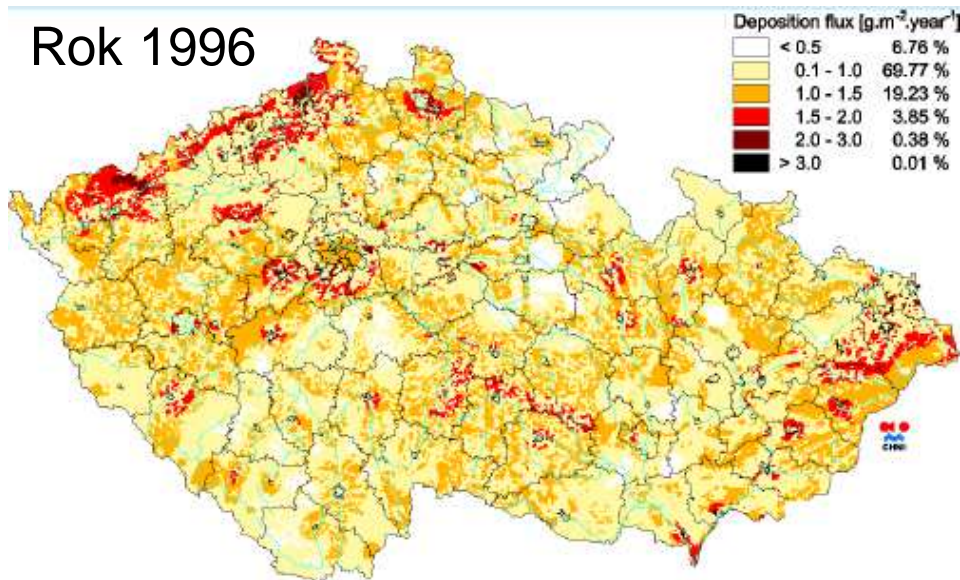 Rok 1996
Deposition flux [g.m⁻².year⁻¹]
< 0.5 6.76 %
0.1 - 1.0 69.77 %
1.0 - 1.5 19.23 %
1.5 - 2.0 3.85 %
2.0 - 3.0 0.38 %
> 3.0 0.01 %
CHMI